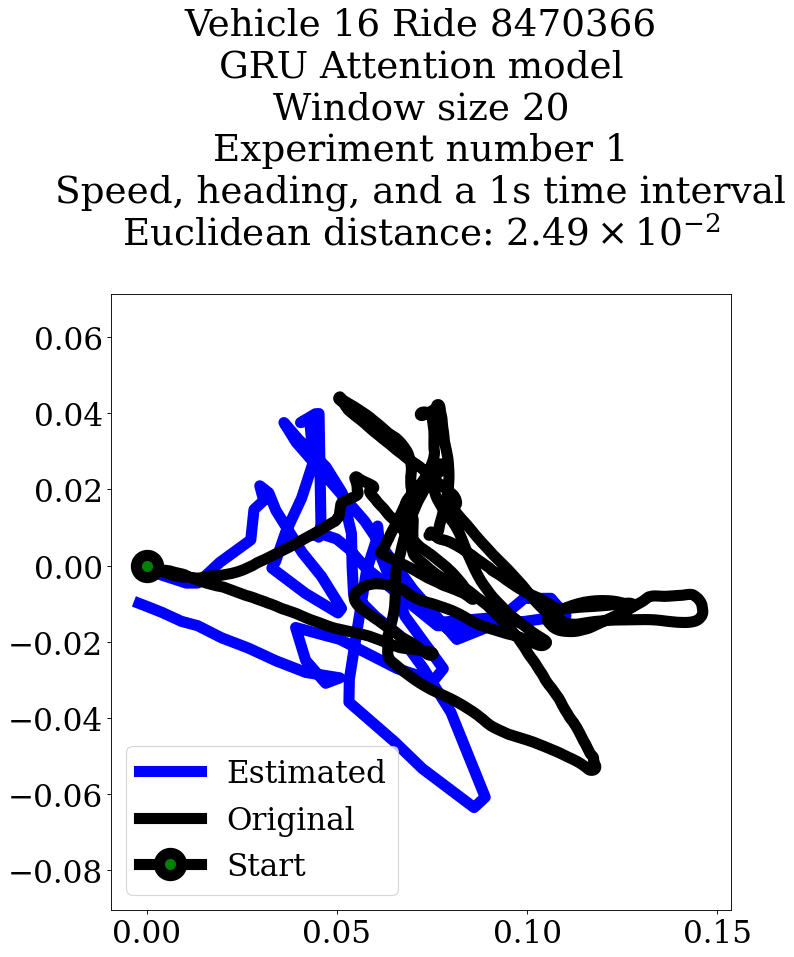 Vehicle 16 Ride 8470366
GRU Attention model
Window size 20
Experiment number 1
Speed, heading, and a 1s time interval
Euclidean distance: 2.49 × 10⁻²
0.06
0.04
0.02
0.00
−0.02
−0.04
−0.06
−0.08
Estimated
Original
Start
0.00 0.05 0.10 0.15